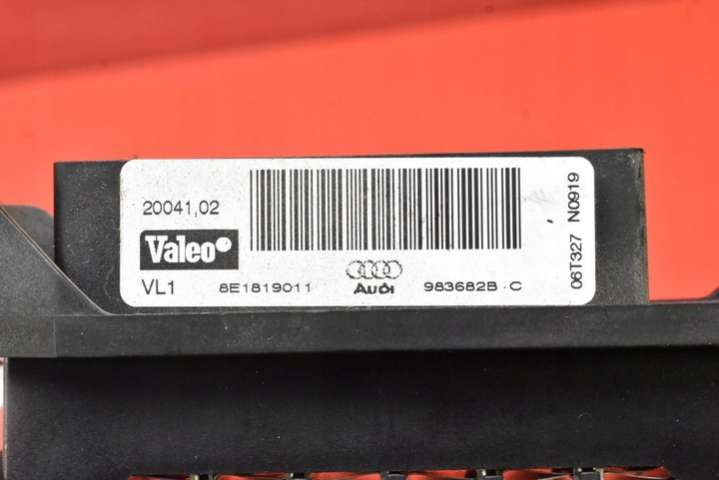 20041,02
Valeo
VL1
8E1819011
Audi
983682B.C
06T327 N0919